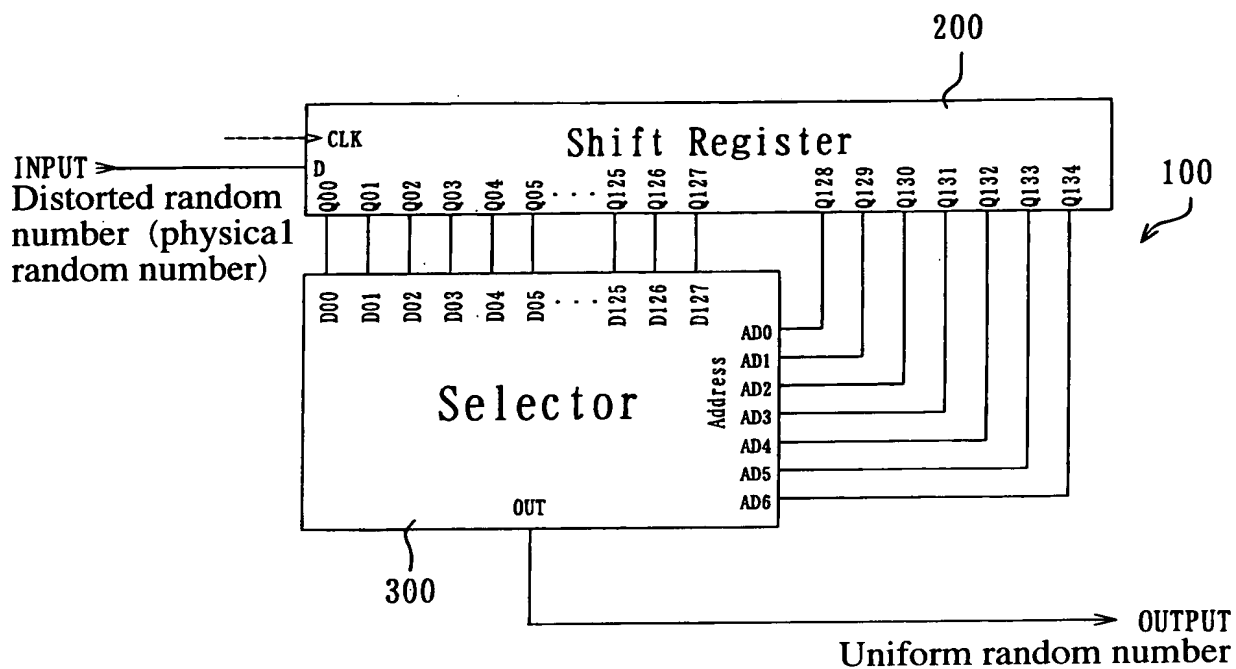 200
CLK
Shift Register
INPUT
D
100
Distorted random
number (physical
random number)
Q00 Q01 Q02 Q03 Q04 Q05 · · · Q125 Q126 Q127 Q128 Q129 Q130 Q131 Q132 Q133 Q134
D00 D01 D02 D03 D04 D05 · · · D125 D126 D127
AD0
AD1
AD2
AD3
AD4
AD5
AD6
Address
Selector
OUT
300
OUTPUT
Uniform random number